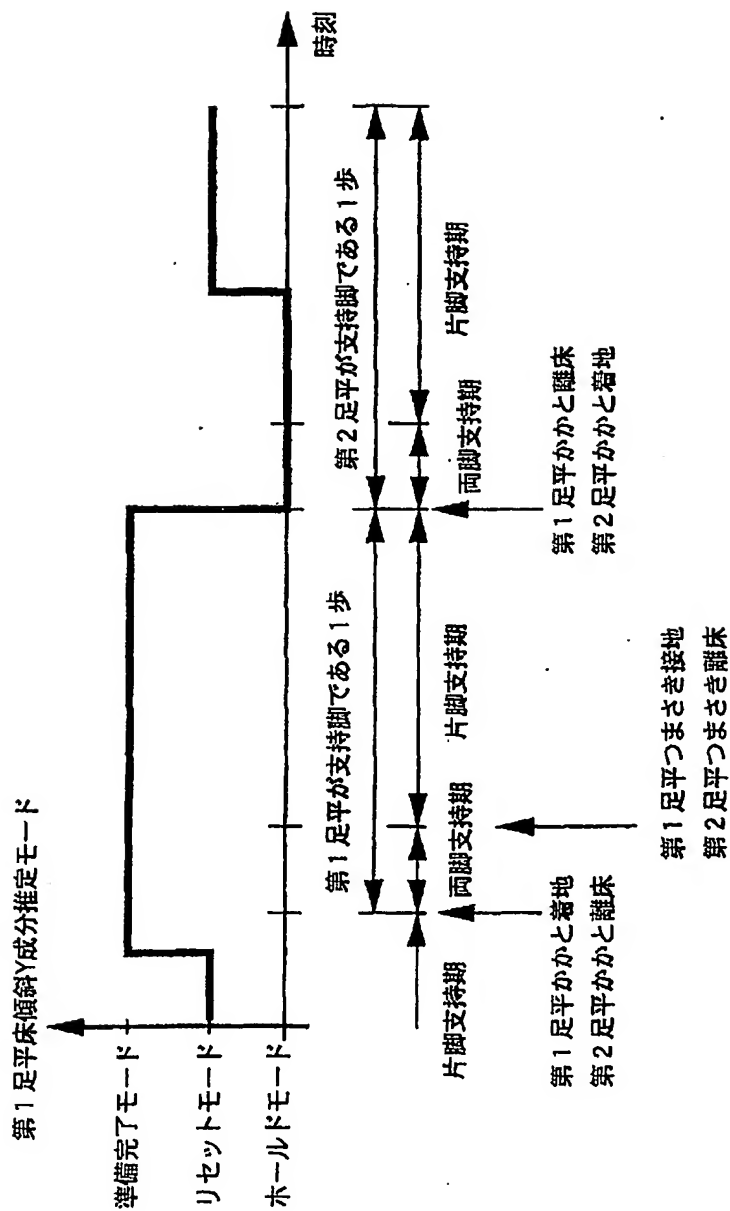 第1足平床傾斜Y成分推定モード
準備完了モード
リセットモード
ホールドモード
時刻
第1足平が支持脚である1歩
第2足平が支持脚である1歩
片脚支持期
両脚支持期
片脚支持期
両脚支持期
片脚支持期
第1足平かかと着地
第2足平かかと離床
第1足平つまさき接地
第2足平つまさき離床
第1足平かかと離床
第2足平かかと着地